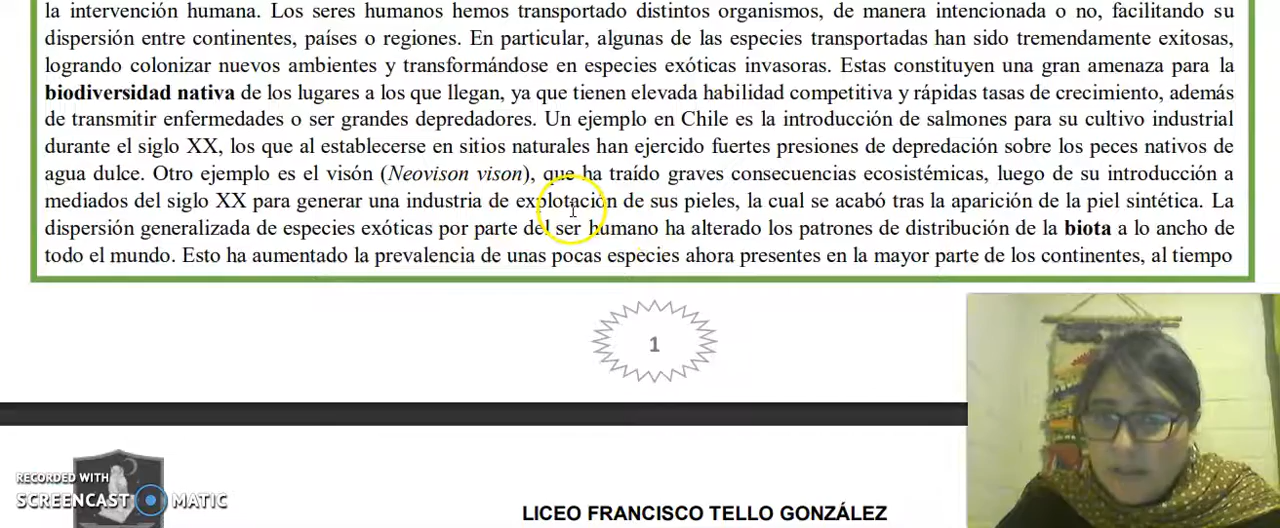 la intervención humana. Los seres humanos hemos transportado distintos organismos, de manera intencionada o no, facilitando su
dispersión entre continentes, países o regiones. En particular, algunas de las especies transportadas han sido tremendamente exitosas,
logrando colonizar nuevos ambientes y transformándose en especies exóticas invasoras. Estas constituyen una gran amenaza para la
biodiversidad nativa de los lugares a los que llegan, ya que tienen elevada habilidad competitiva y rápidas tasas de crecimiento, además
de transmitir enfermedades o ser grandes depredadores. Un ejemplo en Chile es la introducción de salmones para su cultivo industrial
durante el siglo XX, los que al establecerse en sitios naturales han ejercido fuertes presiones de depredación sobre los peces nativos de
agua dulce. Otro ejemplo es el visón (Neovison vison), que ha traído graves consecuencias ecosistémicas, luego de su introducción a
mediados del siglo XX para generar una industria de explotación de sus pieles, la cual se acabó tras la aparición de la piel sintética. La
dispersión generalizada de especies exóticas por parte del ser humano ha alterado los patrones de distribución de la biota a lo ancho de
todo el mundo. Esto ha aumentado la prevalencia de unas pocas especies ahora presentes en la mayor parte de los continentes, al tiempo
1
RECORDED WITH
SCREENCAST MATIC
LICEO FRANCISCO TELLO GONZÁLEZ